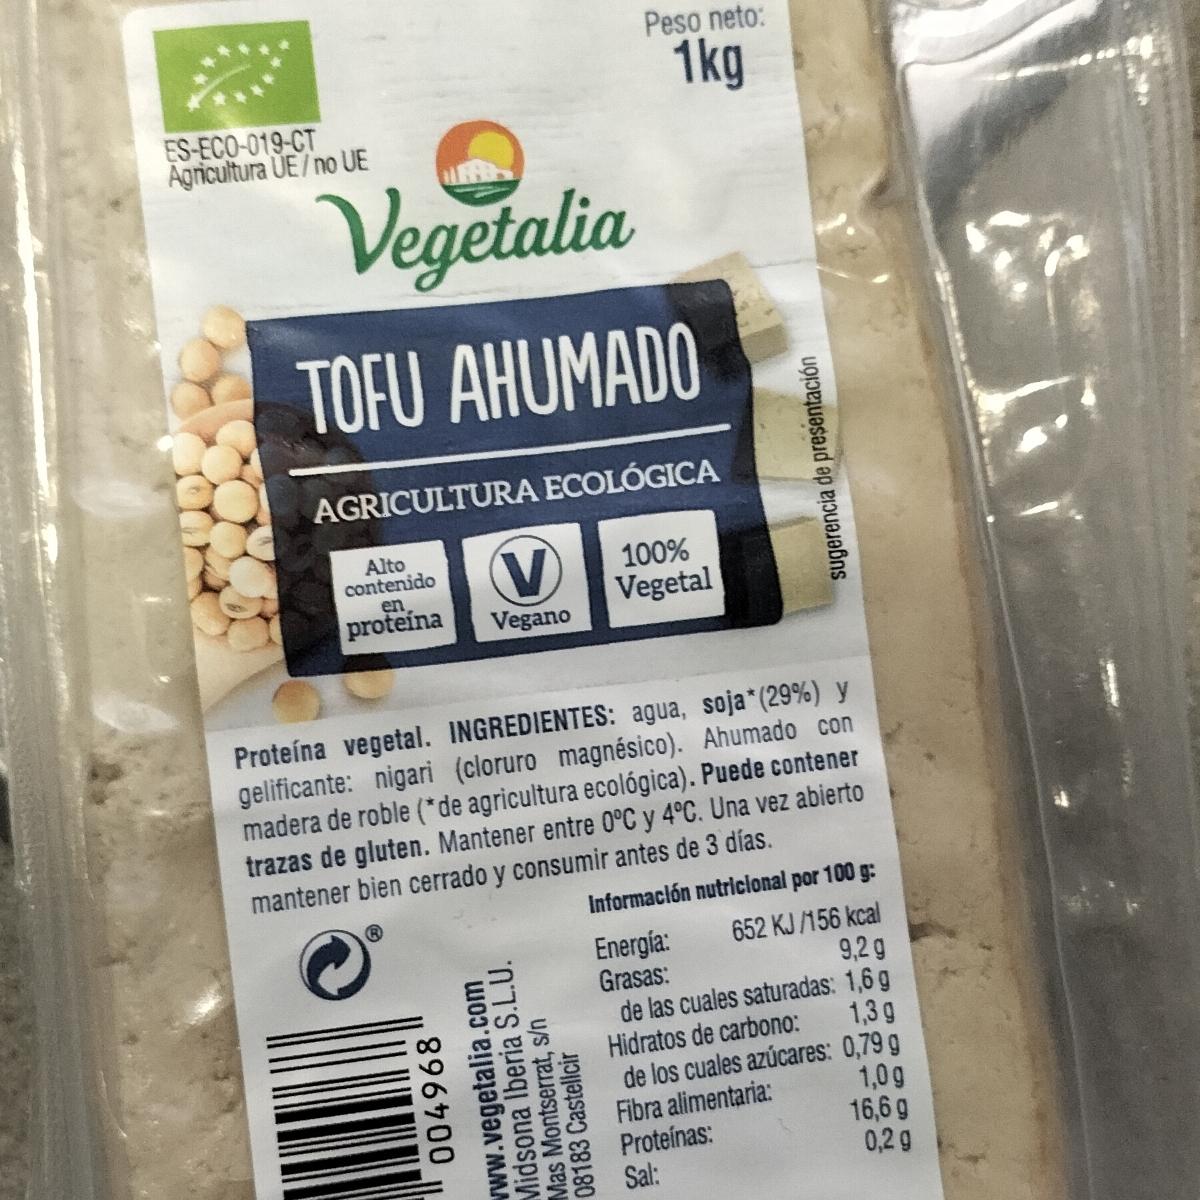 Peso neto:
1kg
ES-ECO-019-CT
Agricultura UE/no UE
Vegetalia
TOFU AHUMADO
AGRICULTURA ECOLÓGICA
Alto
contenido
en
proteína
V
Vegano
100%
Vegetal
sugerencia de presentación
Proteína vegetal. INGREDIENTES: agua, soja*(29%) y
gelificante: nigari (cloruro magnésico). Ahumado con
madera de roble (*de agricultura ecológica). Puede contener
trazas de gluten. Mantener entre 0ºC y 4ºC. Una vez abierto
mantener bien cerrado y consumir antes de 3 días.
®
004968
www.vegetalia.com
Midsona Iberia S.L.U.
Mas Montserrat, s/n
08183 Castellcir
Información nutricional por 100 g:
Energía: 652 KJ/156 kcal
Grasas: 9,2 g
de las cuales saturadas: 1,6 g
Hidratos de carbono: 1,3 g
de los cuales azúcares: 0,79 g
Fibra alimentaria: 1,0 g
Proteínas: 16,6 g
Sal: 0,2 g